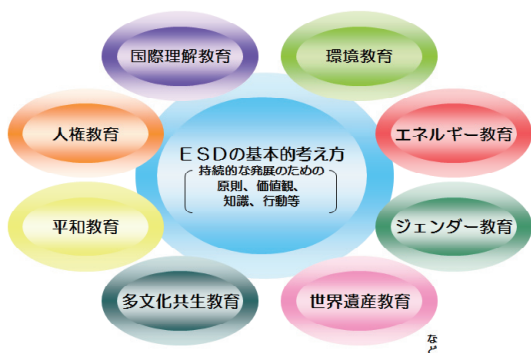 国際理解教育
環境教育
人権教育
エネルギー教育
ESDの基本的考え方
持続的な発展のための
原則、価値観、
知識、行動等
平和教育
ジェンダー教育
多文化共生教育
世界遺産教育
など